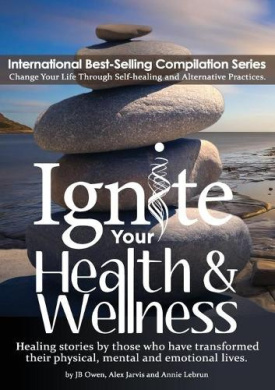 International Best-Selling Compilation Series
Change Your Life Through Self-healing and Alternative Practices.
Ignite
Your
Health &
Wellness
Healing stories by those who have transformed
their physical, mental and emotional lives.
by JB Owen, Alex Jarvis and Annie Lebrun